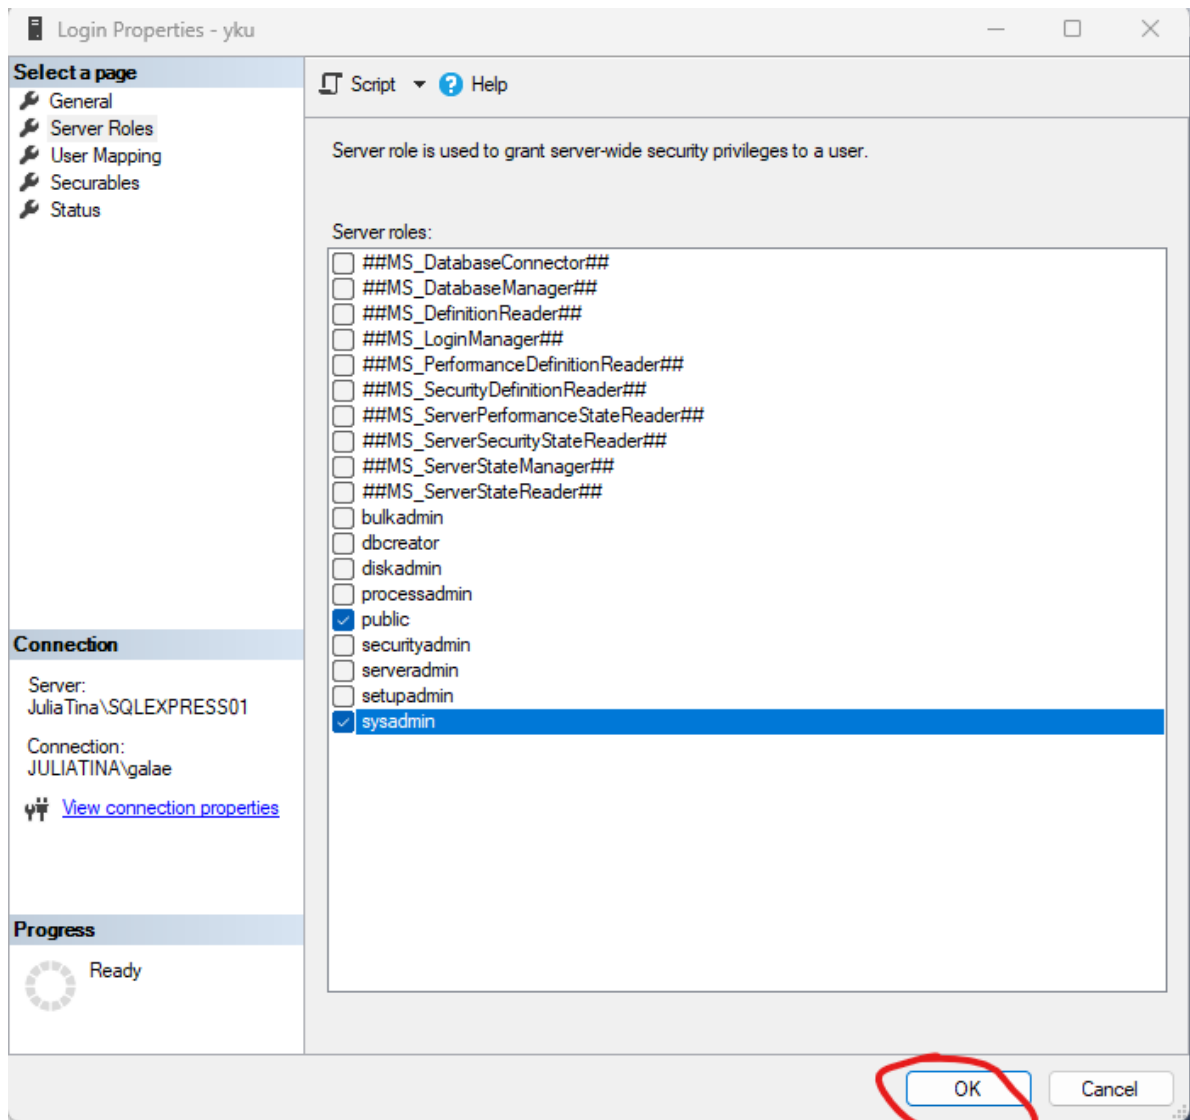 Login Properties - yku
Select a page
General
Server Roles
User Mapping
Securables
Status
Script
Help
Server role is used to grant server-wide security privileges to a user.
Server roles:
##MS_DatabaseConnector##
##MS_DatabaseManager##
##MS_DefinitionReader##
##MS_LoginManager##
##MS_PerformanceDefinitionReader##
##MS_SecurityDefinitionReader##
##MS_ServerPerformanceStateReader##
##MS_ServerSecurityStateReader##
##MS_ServerStateManager##
##MS_ServerStateReader##
bulkadmin
dbcreator
diskadmin
processadmin
public
securityadmin
serveradmin
setupadmin
sysadmin
Connection
Server:
JuliaTina\SQLEXPRESS01
Connection:
JULIATINA\galae
View connection properties
Progress
Ready
OK
Cancel